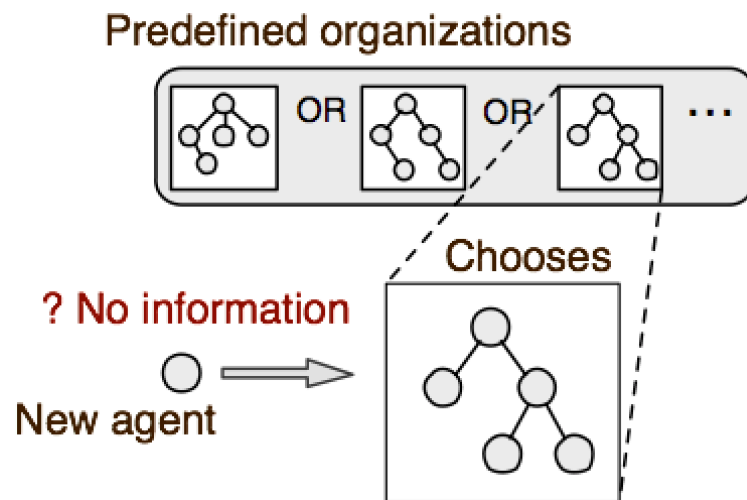 Predefined organizations
OR OR ...
Chooses
? No information
New agent